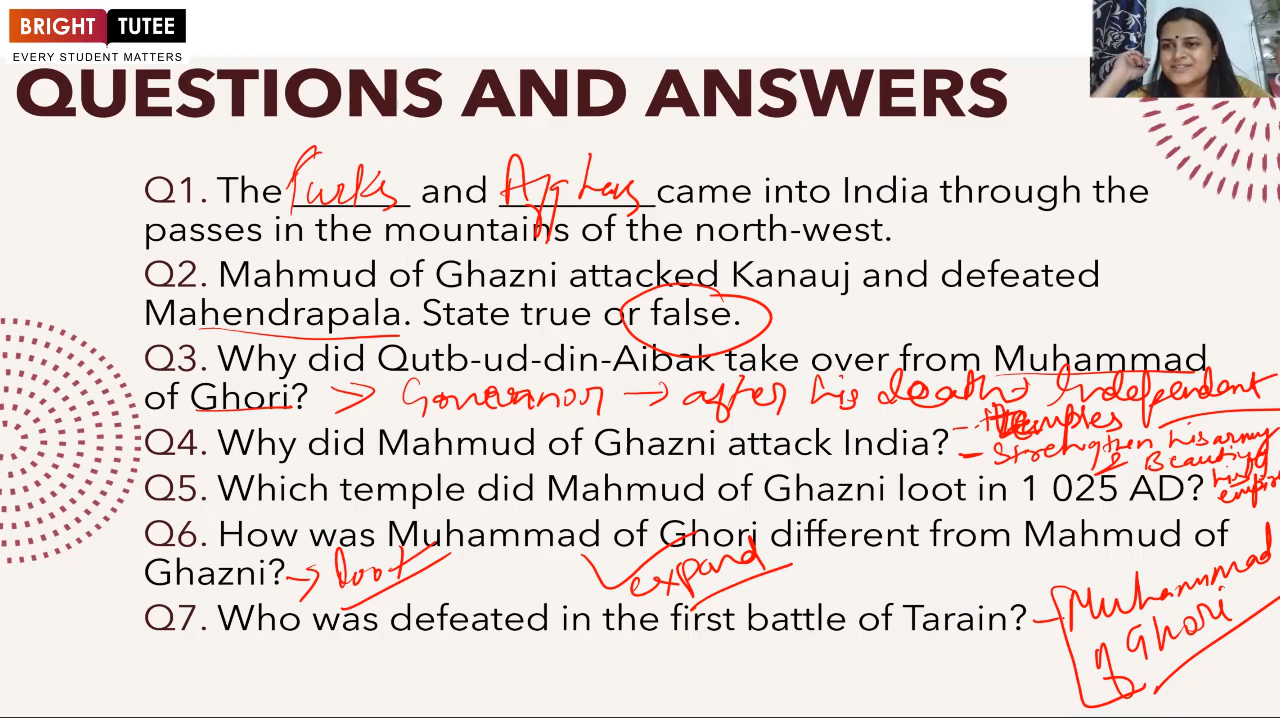 BRIGHT TUTEE
EVERY STUDENT MATTERS
QUESTIONS AND ANSWERS
Q1. The Turks and Afghans came into India through the
passes in the mountains of the north-west.
Q2. Mahmud of Ghazni attacked Kanauj and defeated
Mahendrapala. State true or false.
Q3. Why did Qutb-ud-din-Aibak take over from Muhammad
of Ghori? > Governor → after his death → Independent
Q4. Why did Mahmud of Ghazni attack India? - temples
- Strengthen his army
& Beautify
his
empire
Q5. Which temple did Mahmud of Ghazni loot in 1 025 AD?
Q6. How was Muhammad of Ghori different from Mahmud of
Ghazni? → loot expand
Q7. Who was defeated in the first battle of Tarain? - Muhammad
of Ghori